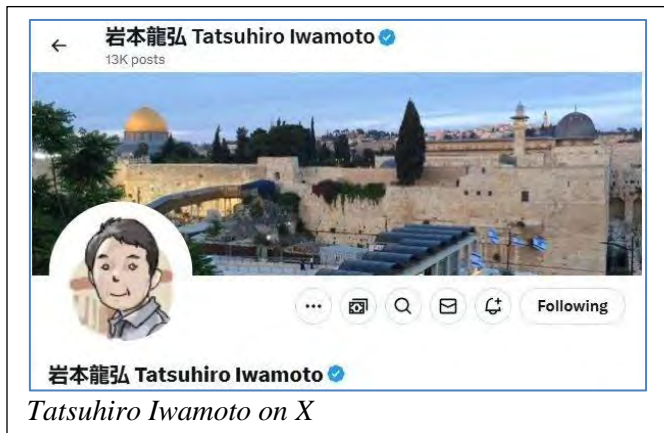 岩本龍弘 Tatsuhiro Iwamoto
13K posts
Following
岩本龍弘 Tatsuhiro Iwamoto
Tatsuhiro Iwamoto on X